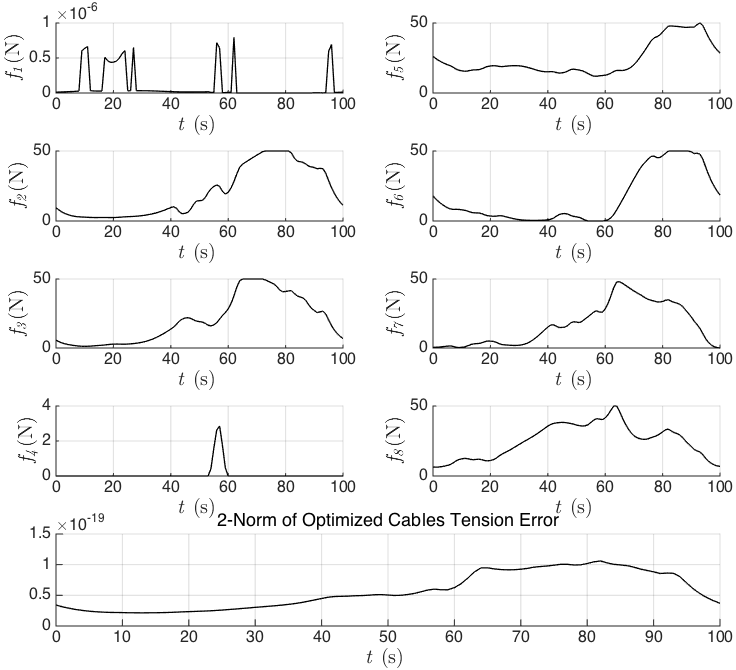 ×10^-6
1
0.5
0
f1(N)
0 20 40 60 80 100
t (s)
50
0
f5(N)
0 20 40 60 80 100
t (s)
50
0
f2(N)
0 20 40 60 80 100
t (s)
50
0
f6(N)
0 20 40 60 80 100
t (s)
50
0
f3(N)
0 20 40 60 80 100
t (s)
50
0
f7(N)
0 20 40 60 80 100
t (s)
4
2
0
f4(N)
0 20 40 60 80 100
t (s)
50
0
f8(N)
0 20 40 60 80 100
t (s)
2-Norm of Optimized Cables Tension Error
×10^-19
1.5
1
0.5
0
0 10 20 30 40 50 60 70 80 90 100
t (s)